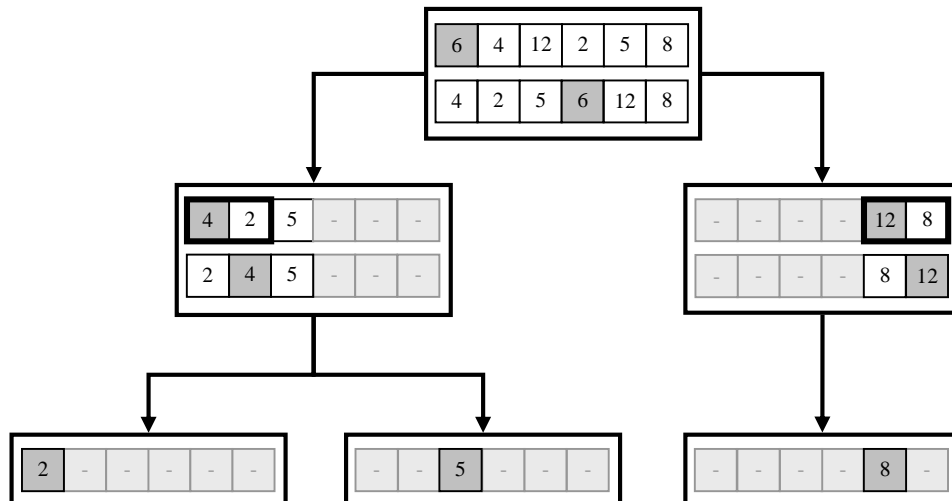 6 4 12 2 5 8
4 2 5 6 12 8
4 2 5 - - -
2 4 5 - - -
- - - - 12 8
- - - - 8 12
2 - - - - -
- - 5 - - -
- - - - 8 -